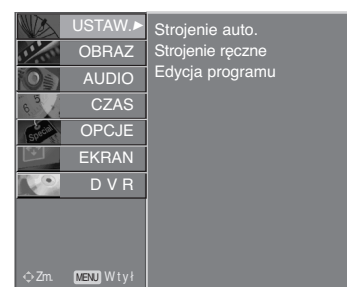 USTAW.
OBRAZ
AUDIO
CZAS
OPCJE
EKRAN
D V R
Strojenie auto.
Strojenie ręczne
Edycja programu
Zm. MENU Wtył